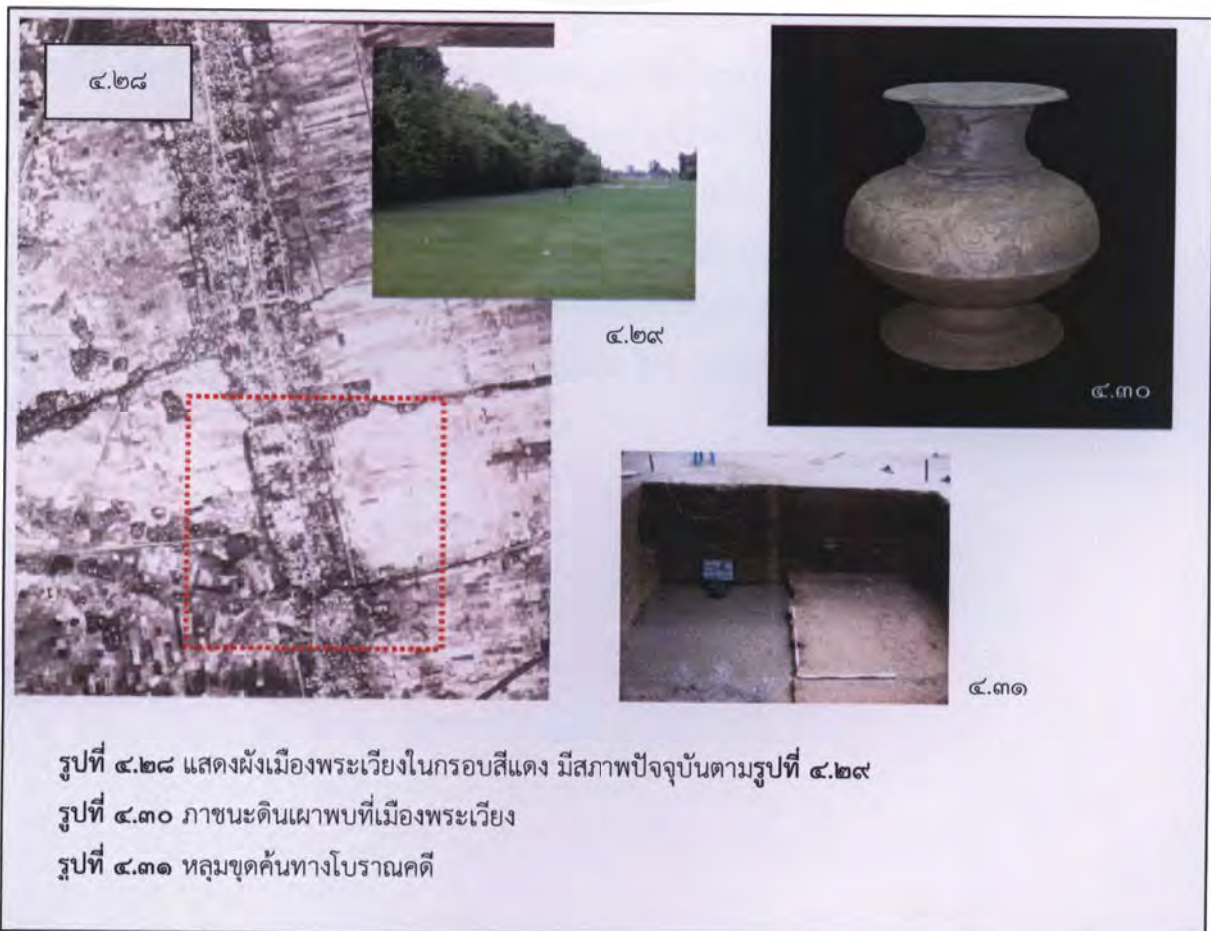 ๔.๒๘
๔.๒๙
๔.๓๐
๔.๓๑
รูปที่ ๔.๒๘ แสดงผังเมืองพระเวียงในกรอบสีแดง มีสภาพปัจจุบันตามรูปที่ ๔.๒๙
รูปที่ ๔.๓๐ ภาชนะดินเผาพบที่เมืองพระเวียง
รูปที่ ๔.๓๑ หลุมขุดค้นทางโบราณคดี